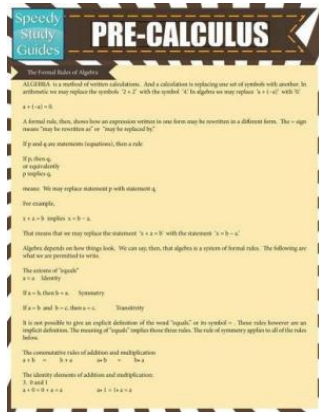 Speedy
Study
Guides
PRE-CALCULUS
The Formal Rules of Algebra
ALGEBRA is a method of written calculations. And a calculation is replacing one set of symbols with another. In
arithmetic we may replace the symbols '2 + 2' with the symbol '4.' In algebra we may replace 'a + (−a)' with '0.'
a + (−a) = 0.
A formal rule, then, shows how an expression written in one form may be rewritten in a different form. The = sign
means "may be rewritten as" or "may be replaced by."
If p and q are statements (equations), then a rule
If p, then q,
or equivalently
p implies q,
means: We may replace statement p with statement q.
For example,
x + a = b implies x = b − a.
That means that we may replace the statement 'x + a = b' with the statement 'x = b − a.'
Algebra depends on how things look. We can say, then, that algebra is a system of formal rules. The following are
what we are permitted to write.
The axioms of "equals"
a = a Identity
If a = b, then b = a. Symmetry
If a = b and b = c, then a = c. Transitivity
It is not possible to give an explicit definition of the word "equals," or its symbol = . Those rules however are an
implicit definition. The meaning of "equals" implies those three rules. The rule of symmetry applies to all of the rules
below.
The commutative rules of addition and multiplication
a + b = b + a a• b = b• a
The identity elements of addition and multiplication:
3. 0 and 1
a + 0 = 0 + a = a a• 1 = 1• a = a